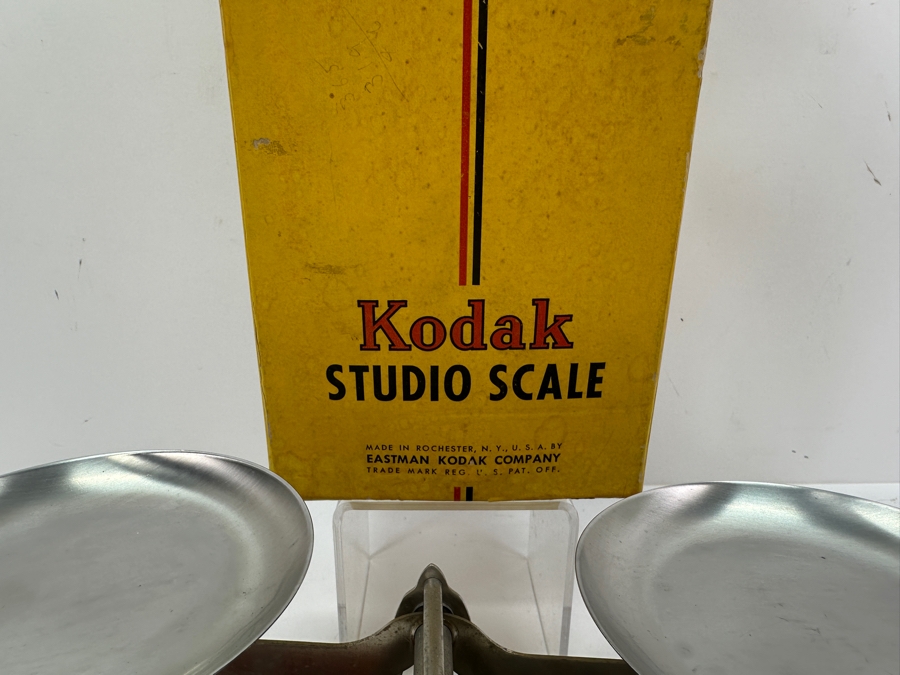 Kodak
STUDIO SCALE
MADE IN ROCHESTER, N. Y., U. S. A. BY
EASTMAN KODAK COMPANY
TRADE MARK REG. U. S. PAT. OFF.